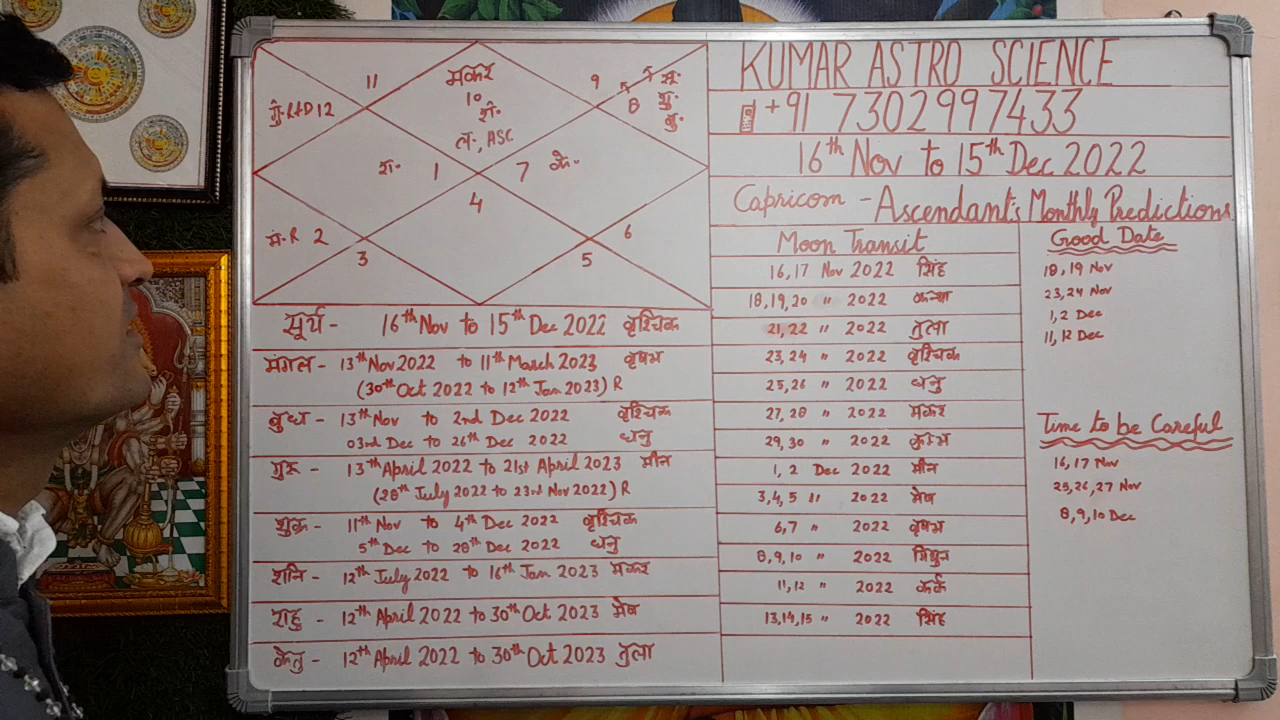 11
मकर
9
10
8
सू.
शु.
बु.
गु. R+D 12
श.
ल., ASC
1
7
के.
4
मं. R 2
6
3
5
KUMAR ASTRO SCIENCE
+91 7302997433
16th Nov to 15th Dec 2022
Capricorn - Ascendant's Monthly Predictions
सूर्य - 16th Nov to 15th Dec 2022 वृश्चिक
मंगल - 13th Nov 2022 to 11th March 2023 वृषभ
(30th Oct 2022 to 12th Jan 2023) R
बुध - 13th Nov to 2nd Dec 2022 वृश्चिक
03rd Dec to 26th Dec 2022 धनु
गुरू - 13th April 2022 to 21st April 2023 मीन
(28th July 2022 to 23rd Nov 2022) R
शुक्र - 11th Nov to 4th Dec 2022 वृश्चिक
5th Dec to 28th Dec 2022 धनु
शनि - 12th July 2022 to 16th Jan 2023 मकर
राहु - 12th April 2022 to 30th Oct 2023 मेष
केतु - 12th April 2022 to 30th Oct 2023 तुला
Moon Transit
16, 17 Nov 2022 सिंह
18, 19, 20 " 2022 कन्या
21, 22 " 2022 तुला
23, 24 " 2022 वृश्चिक
25, 26 " 2022 धनु
27, 28 " 2022 मकर
29, 30 " 2022 कुंभ
1, 2 Dec 2022 मीन
3, 4, 5 " 2022 मेष
6, 7 " 2022 वृषभ
8, 9, 10 " 2022 मिथुन
11, 12 " 2022 कर्क
13, 14, 15 " 2022 सिंह
Good Date
18, 19 Nov
23, 24 Nov
1, 2 Dec
11, 12 Dec
Time to be Careful
16, 17 Nov
25, 26, 27 Nov
8, 9, 10 Dec